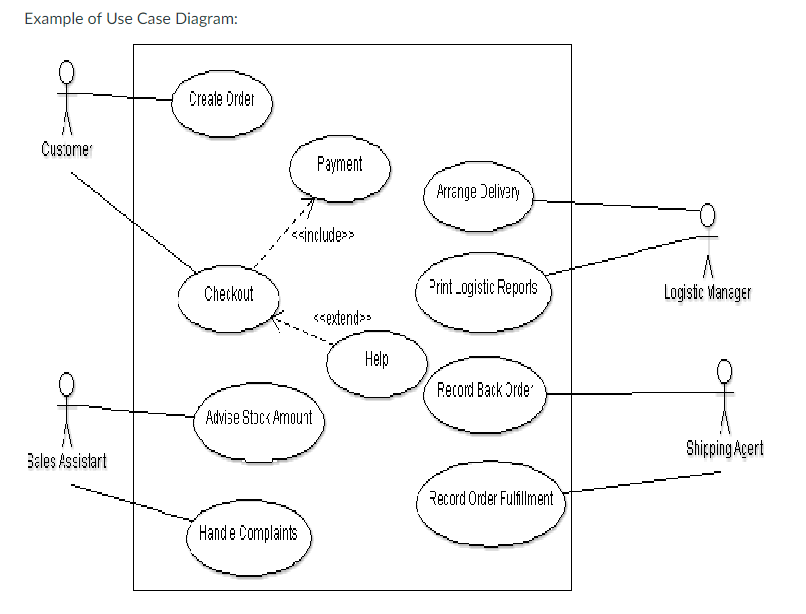 Example of Use Case Diagram:
Create Order
Customer
Payment
Arrange Delivery
<<include>>
Checkout
Print Logistic Reports
Logistic Manager
<<extend>>
Help
Record Back Order
Advise Stock Amount
Shipping Agent
Sales Assistant
Record Order Fulfillment
Handle Complaints